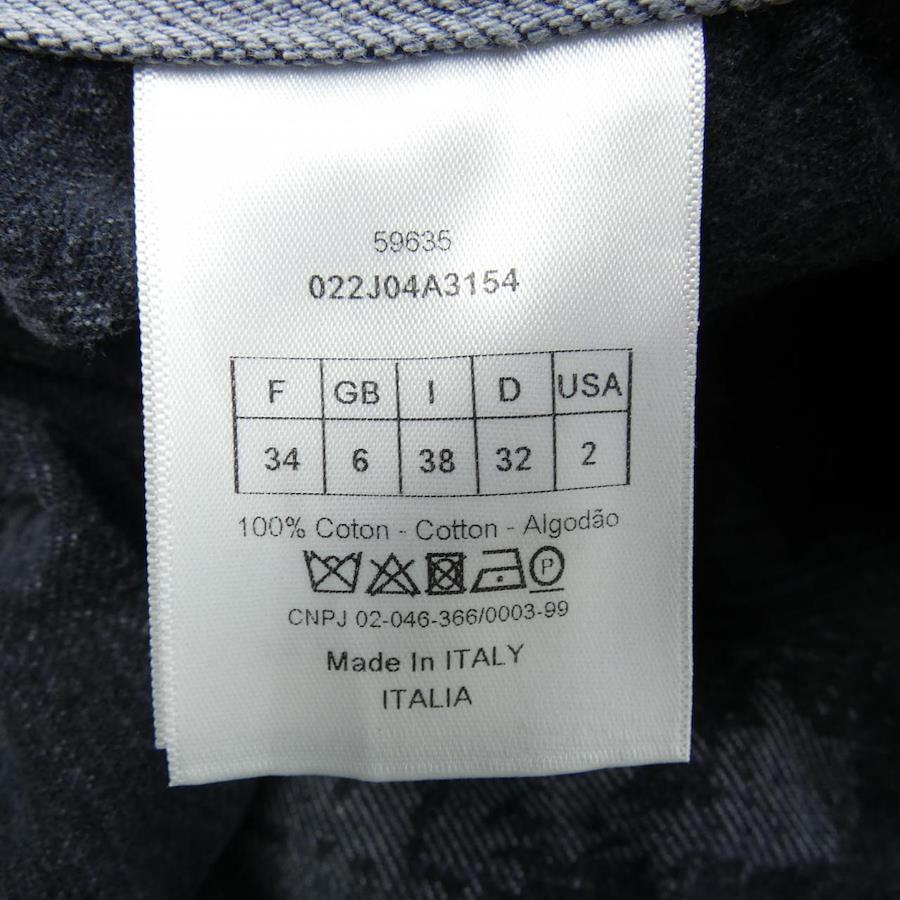 59635
022J04A3154
F GB I D USA
34 6 38 32 2
100% Coton - Cotton - Algodão
P
CNPJ 02-046-366/0003-99
Made In ITALY
ITALIA